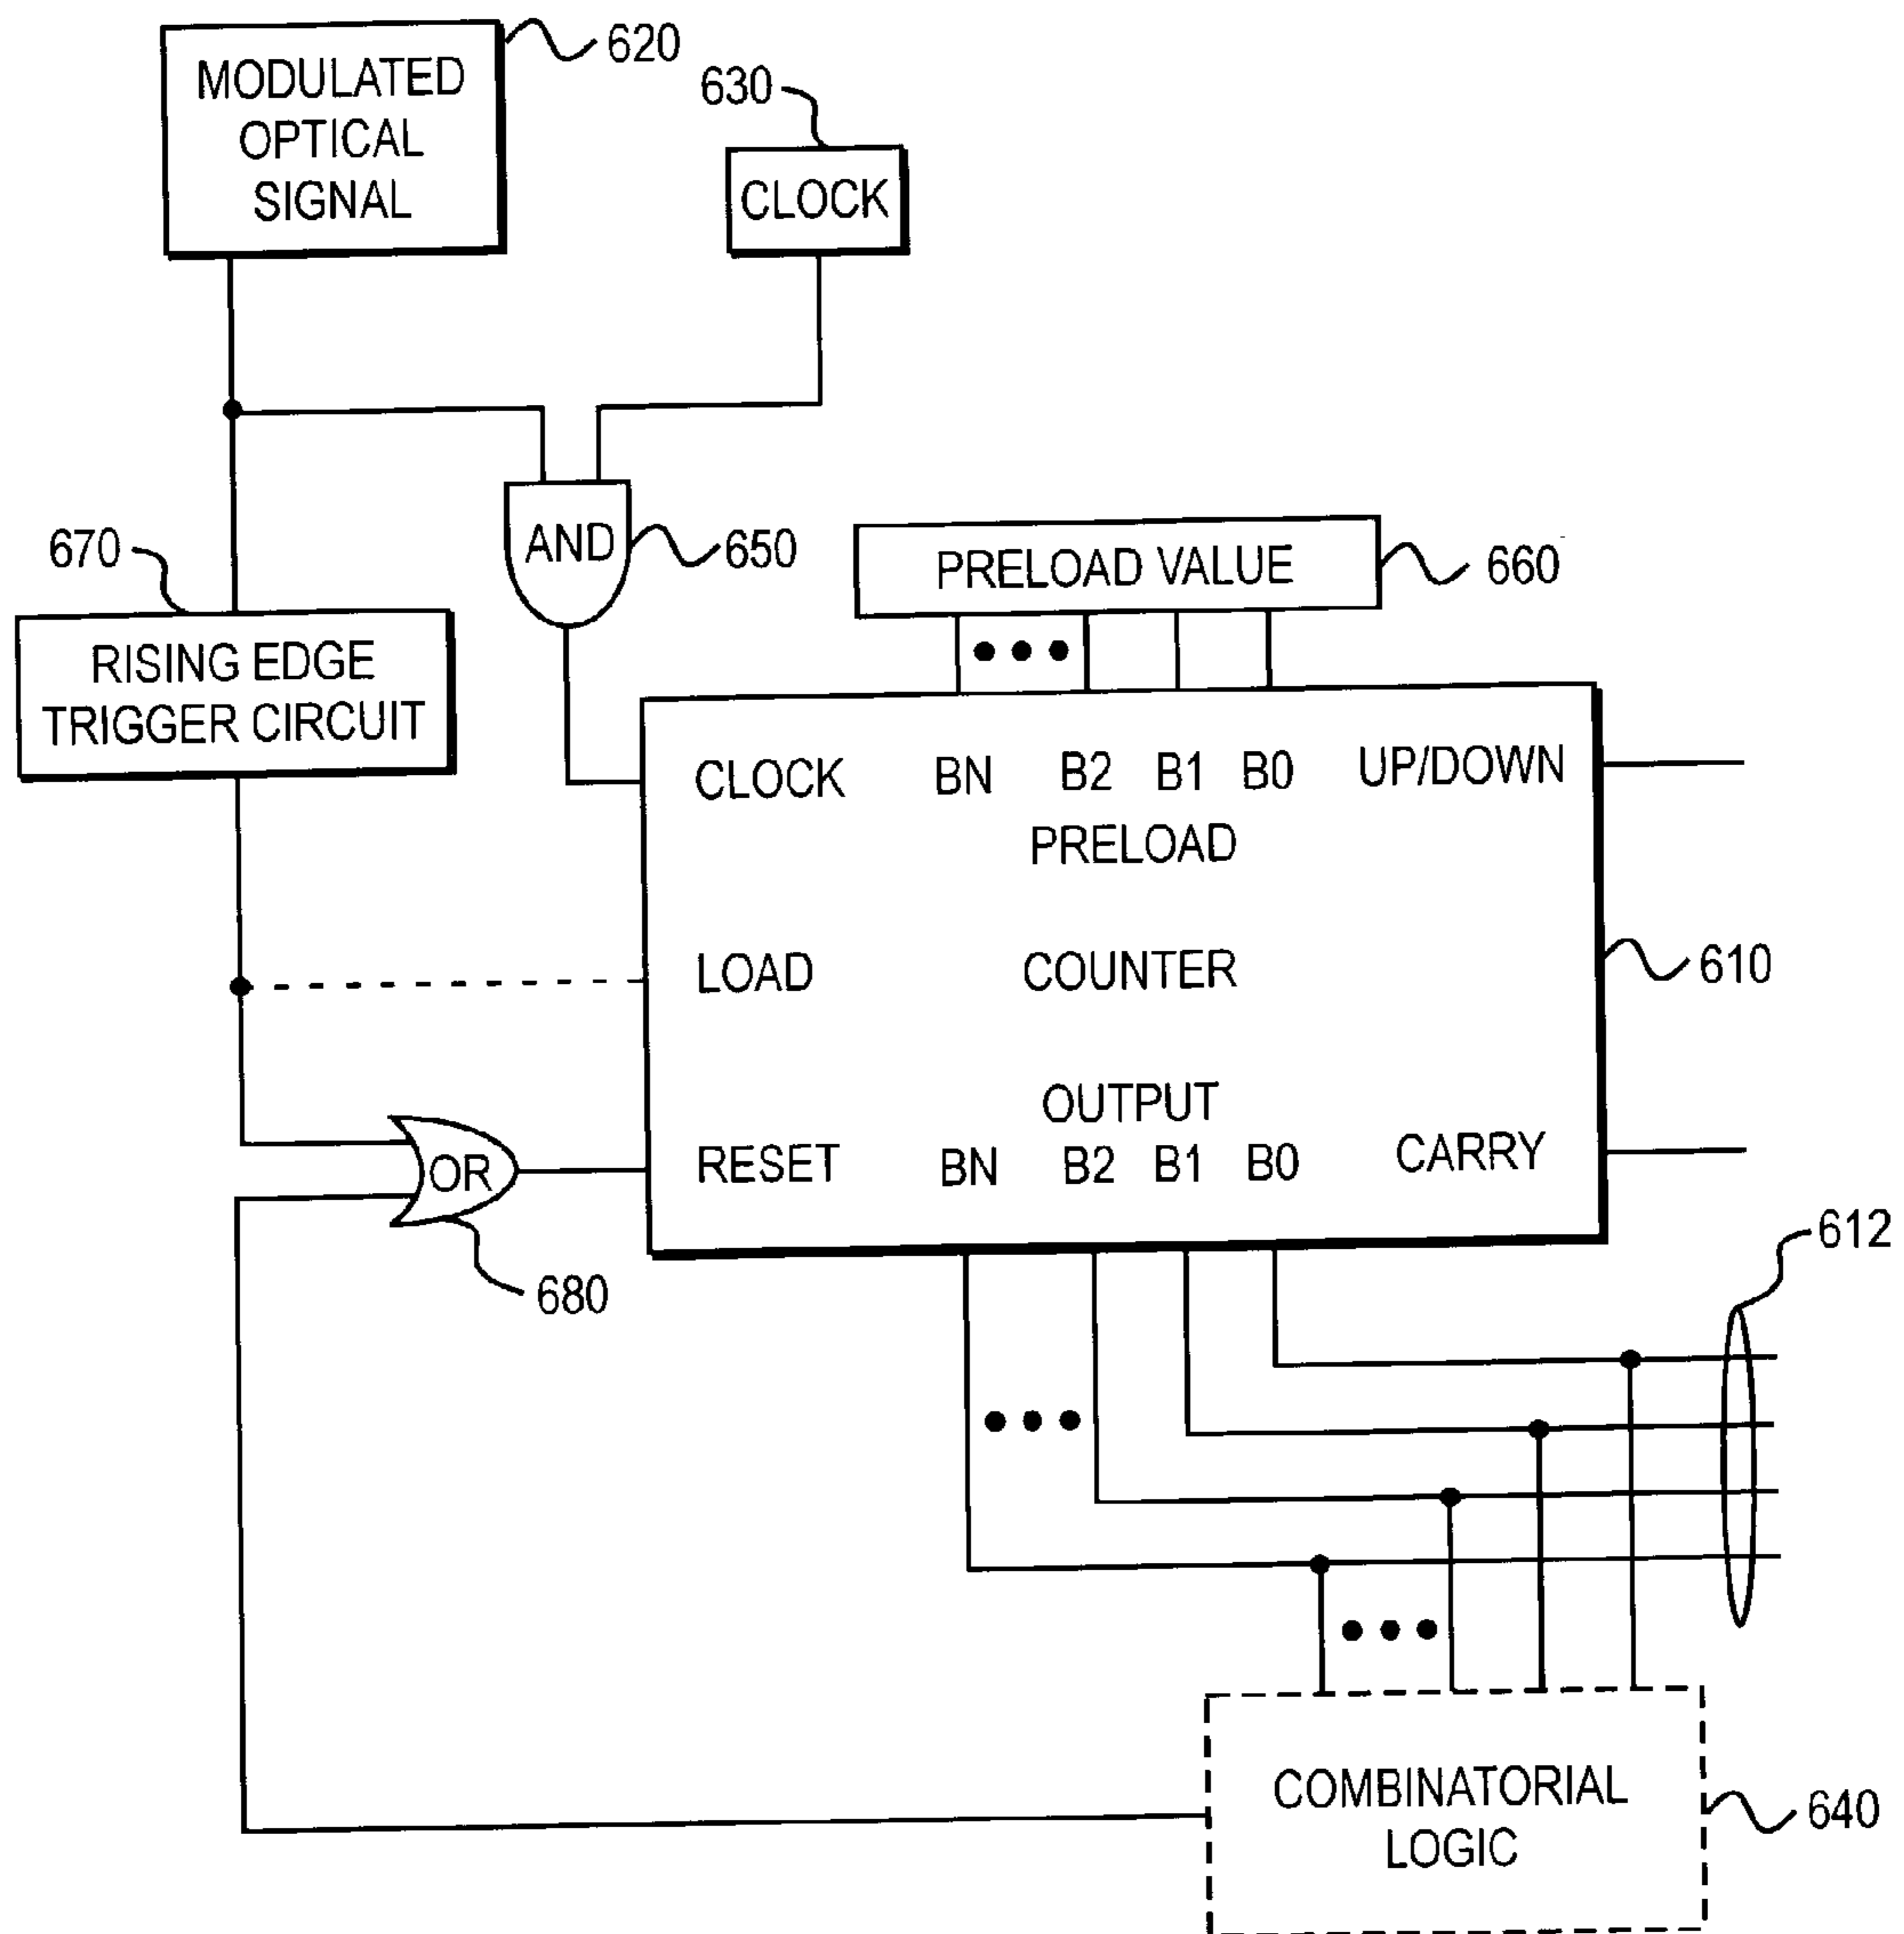 620
MODULATED
OPTICAL
SIGNAL
630
CLOCK
AND
650
PRELOAD VALUE
660
670
RISING EDGE
TRIGGER CIRCUIT
CLOCK BN B2 B1 B0 UP/DOWN
PRELOAD
LOAD COUNTER
610
OUTPUT
RESET BN B2 B1 B0 CARRY
OR
680
612
COMBINATORIAL
LOGIC
640